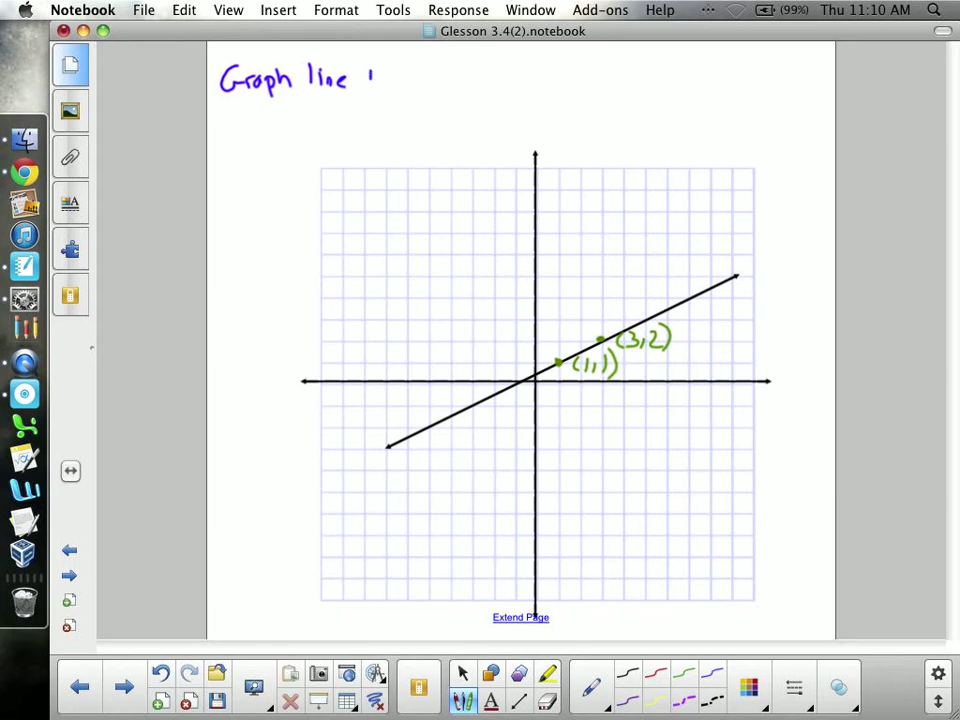 Notebook File Edit View Insert Format Tools Response Window Add-ons Help ... (99%) Thu 11:10 AM
Glesson 3.4(2).notebook
Graph line
(3,2)
(1,1)
Extend Page